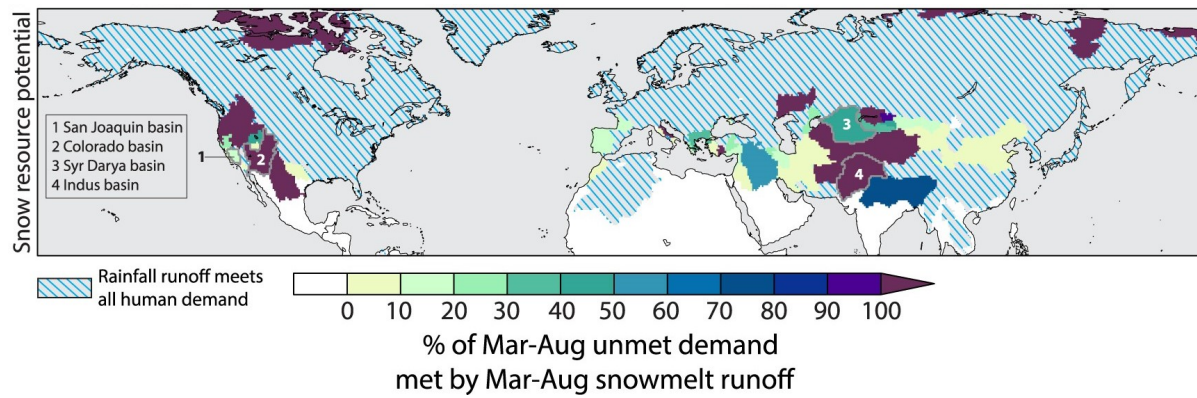 Snow resource potential
1 San Joaquin basin
2 Colorado basin
3 Syr Darya basin
4 Indus basin
1
2
3
4
Rainfall runoff meets
all human demand
0 10 20 30 40 50 60 70 80 90 100
% of Mar-Aug unmet demand
met by Mar-Aug snowmelt runoff